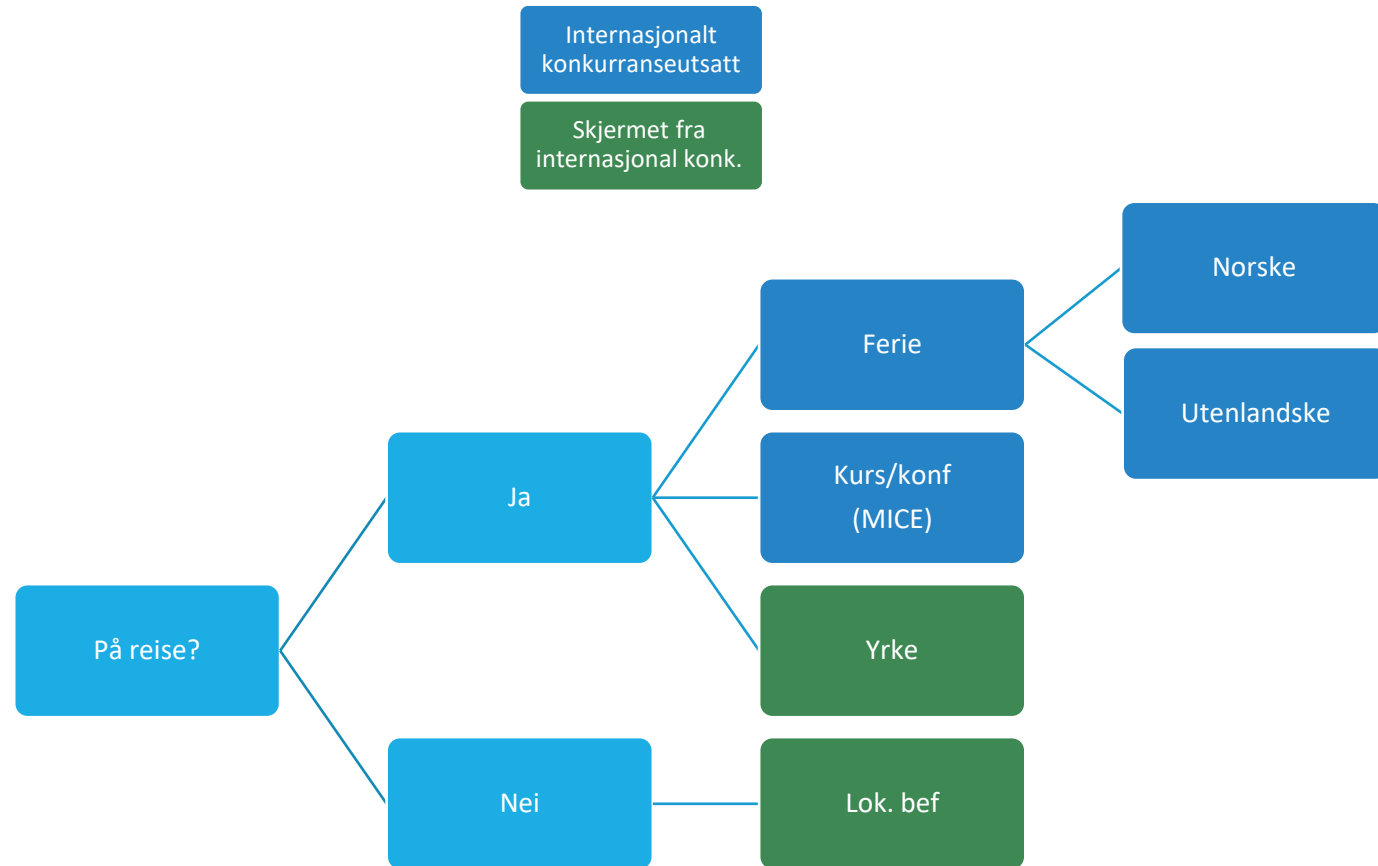 Internasjonalt
konkurranseutsatt
Skjermet fra
internasjonal konk.
Norske
Ferie
Utenlandske
Kurs/konf
(MICE)
Ja
På reise?
Yrke
Nei
Lok. bef